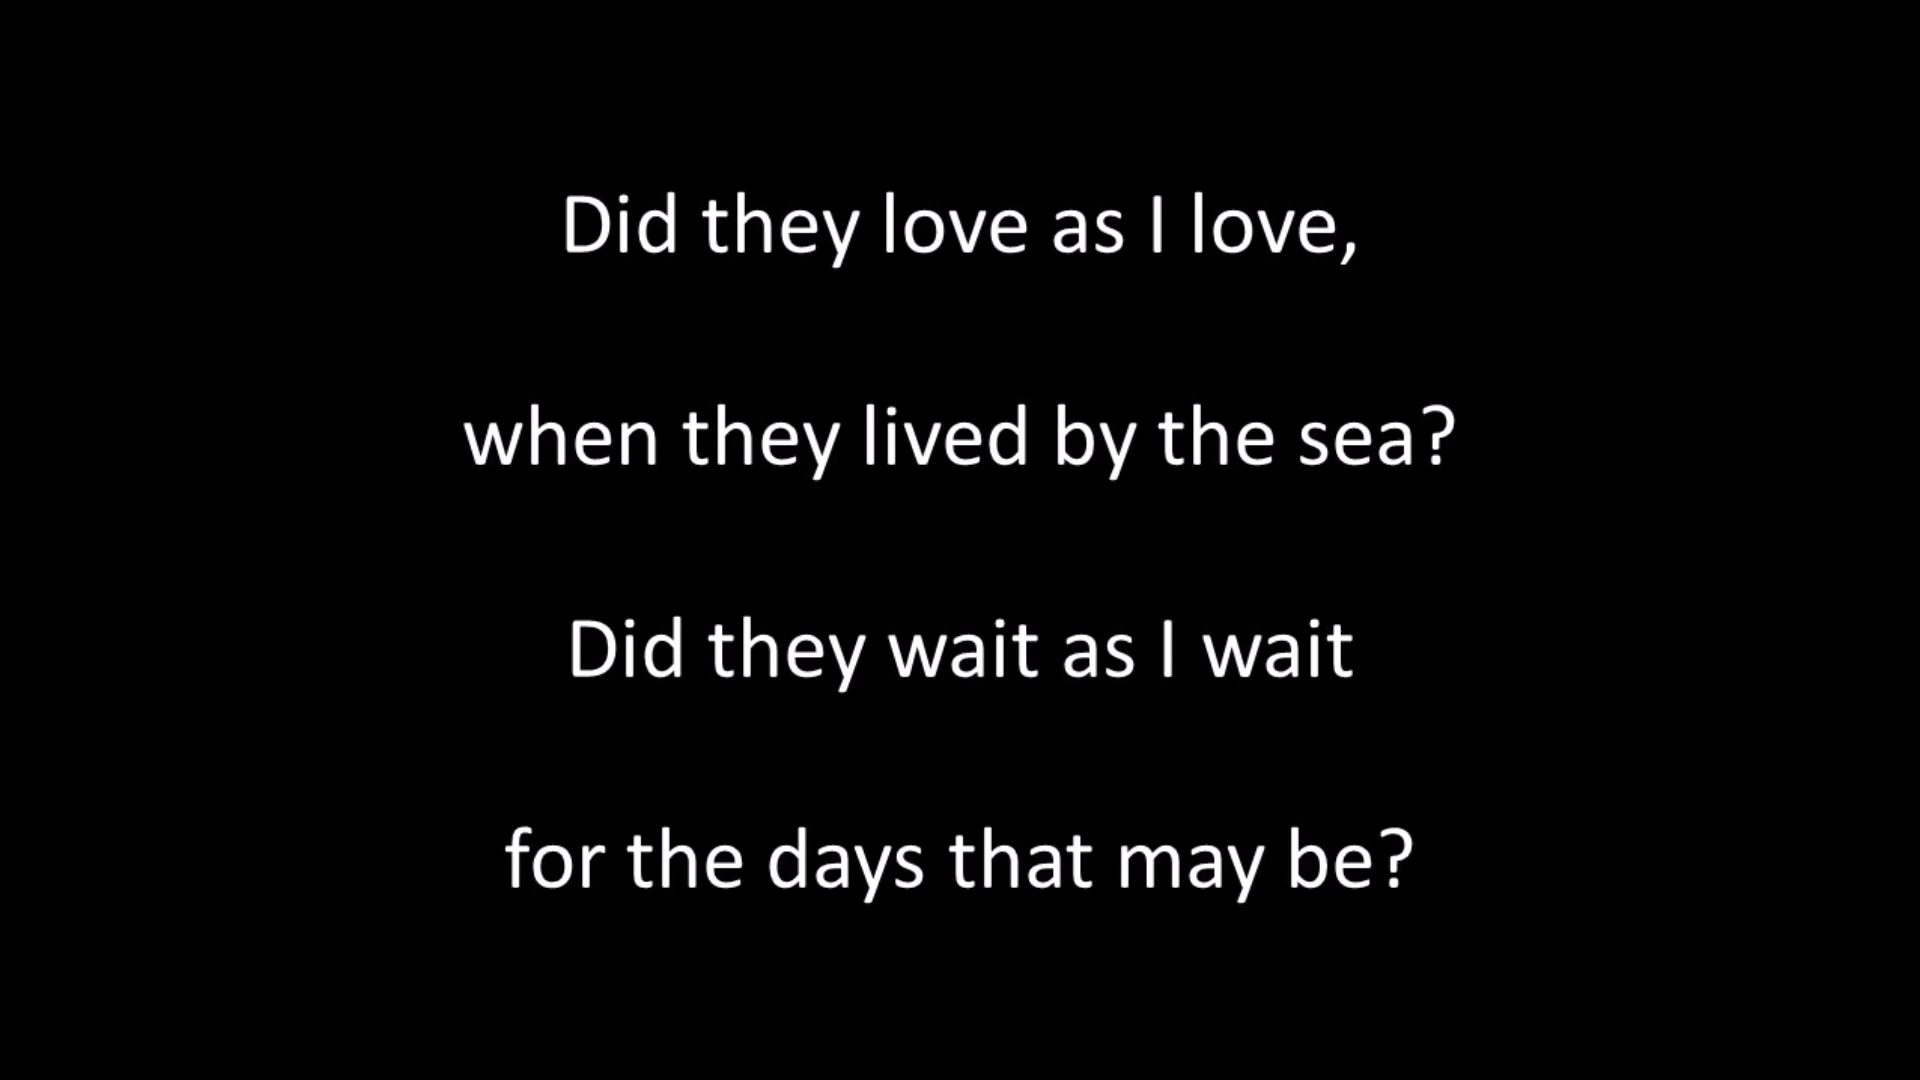 Did they love as I love,
when they lived by the sea?
Did they wait as I wait
for the days that may be?